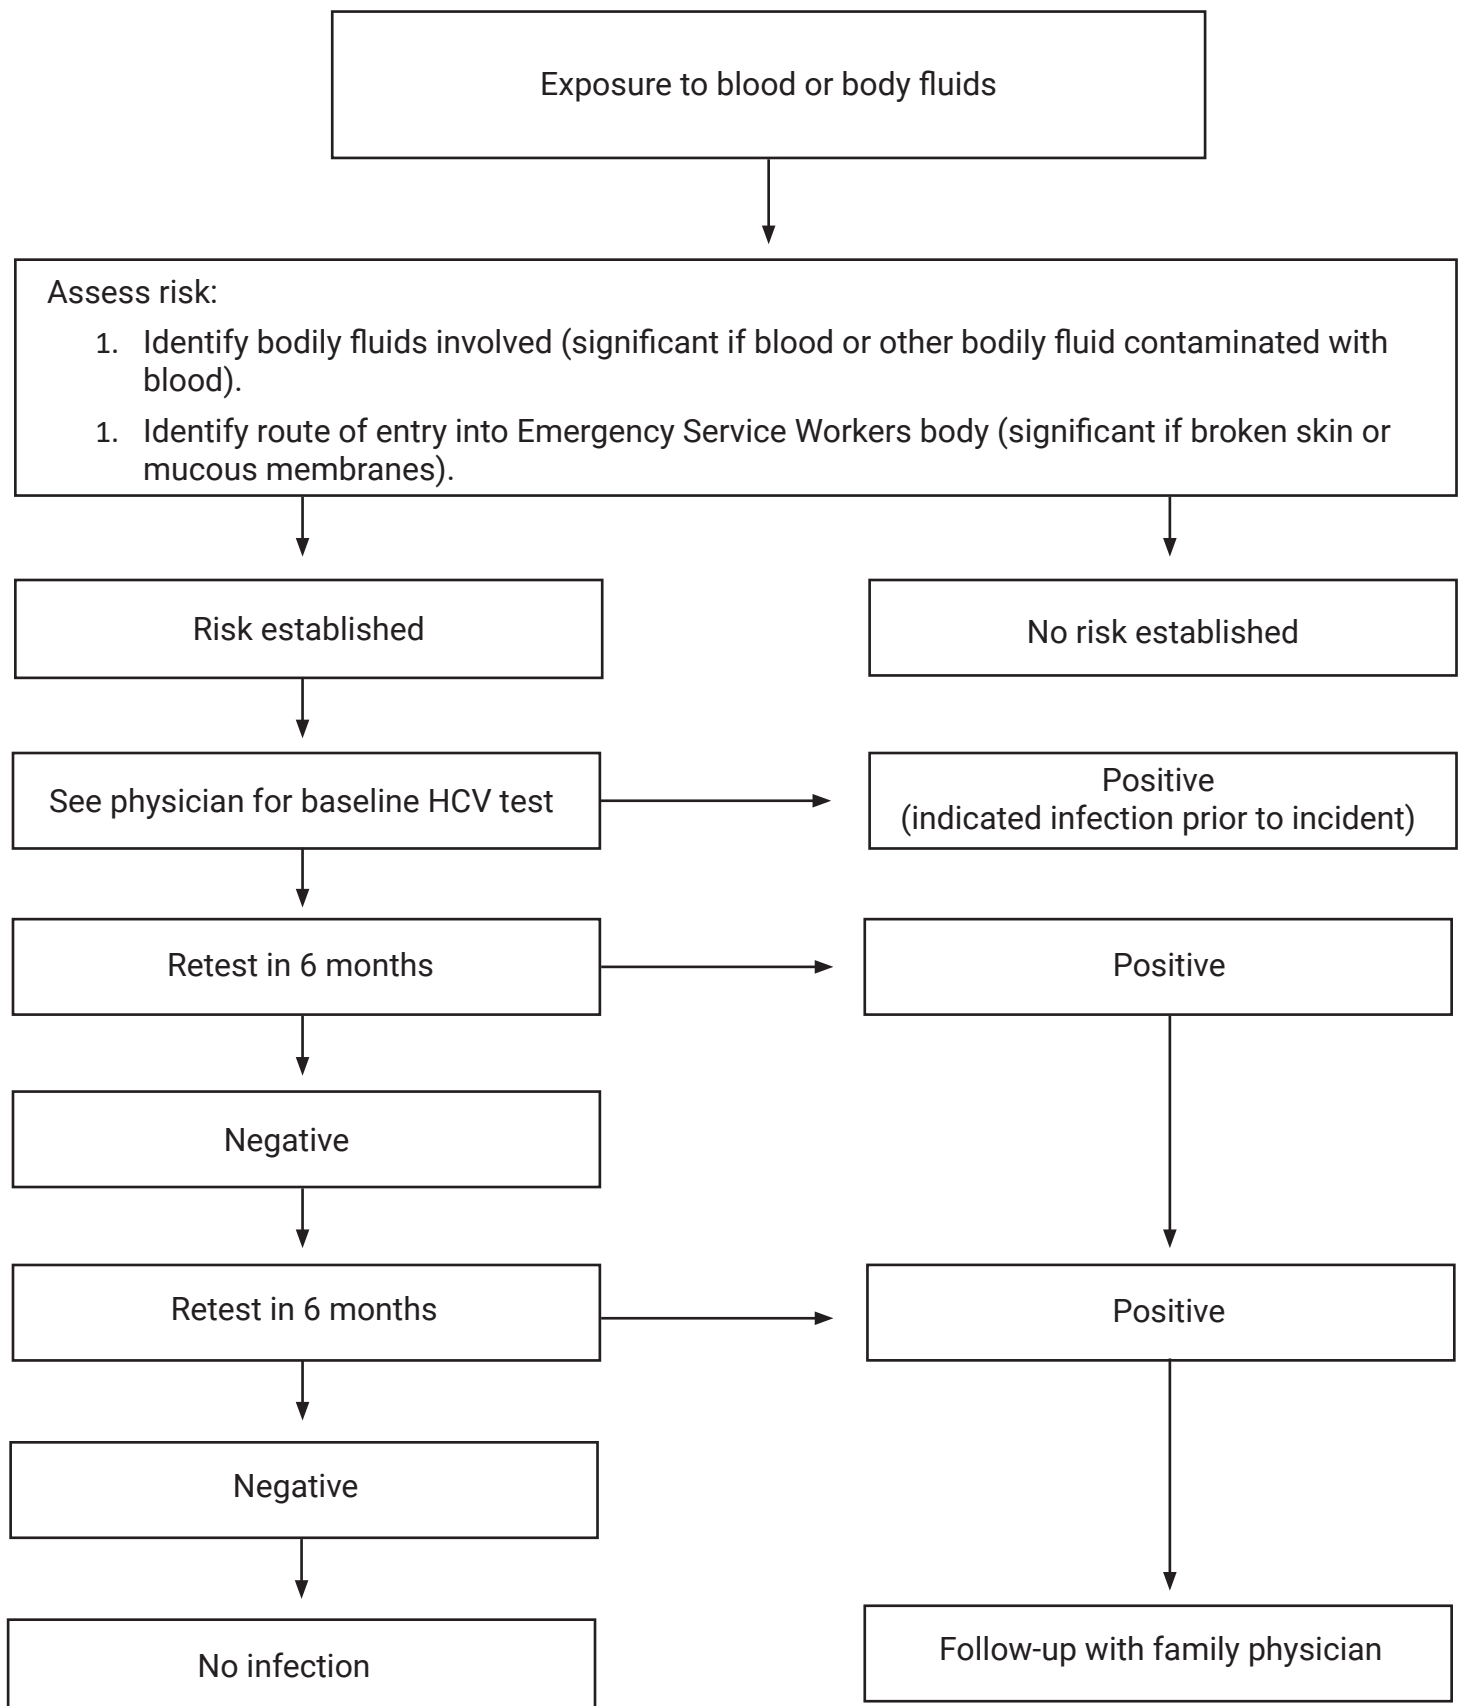 Exposure to blood or body fluids
Assess risk:
1. Identify bodily fluids involved (significant if blood or other bodily fluid contaminated with
blood).
1. Identify route of entry into Emergency Service Workers body (significant if broken skin or
mucous membranes).
Risk established
No risk established
See physician for baseline HCV test
Positive
(indicated infection prior to incident)
Retest in 6 months
Positive
Negative
Retest in 6 months
Positive
Negative
No infection
Follow-up with family physician